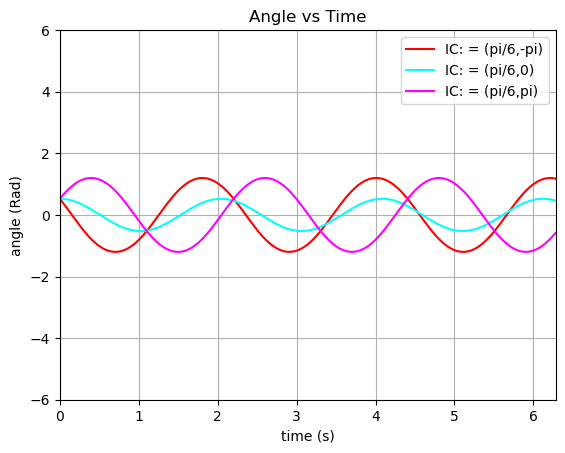 Angle vs Time
IC: = (pi/6,-pi)
IC: = (pi/6,0)
IC: = (pi/6,pi)
angle (Rad)
6
4
2
0
−2
−4
−6
0 1 2 3 4 5 6
time (s)